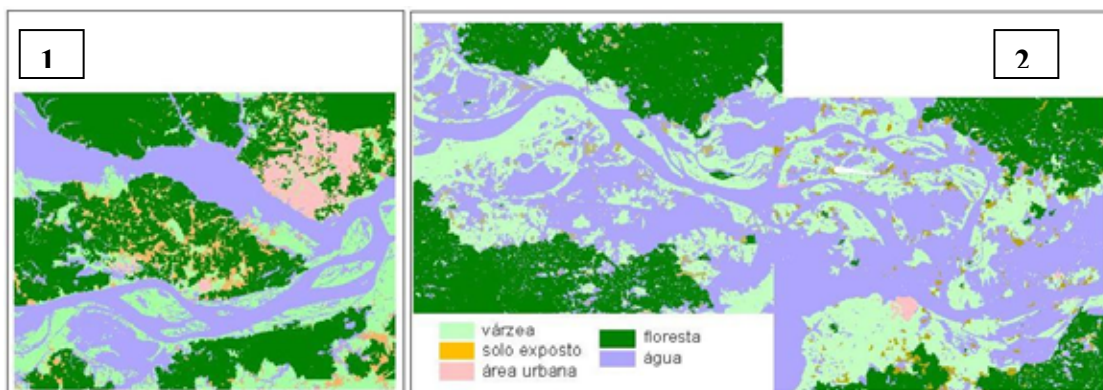 1
2
várzea
solo exposto
área urbana
floresta
água